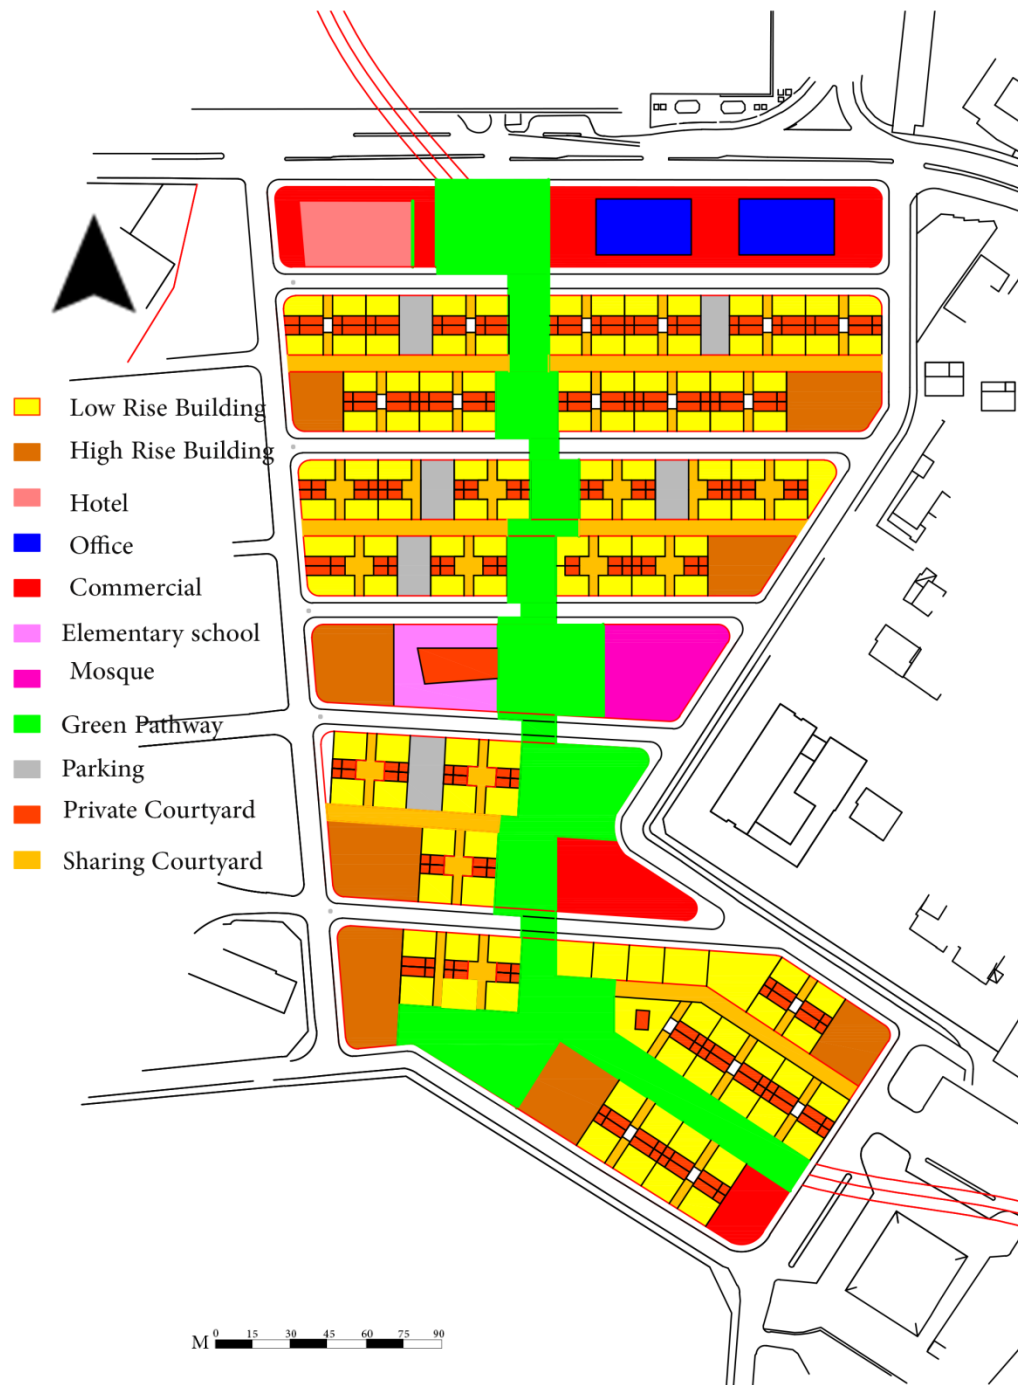 Low Rise Building
High Rise Building
Hotel
Office
Commercial
Elementary school
Mosque
Green Pathway
Parking
Private Courtyard
Sharing Courtyard
M 0 15 30 45 60 75 90